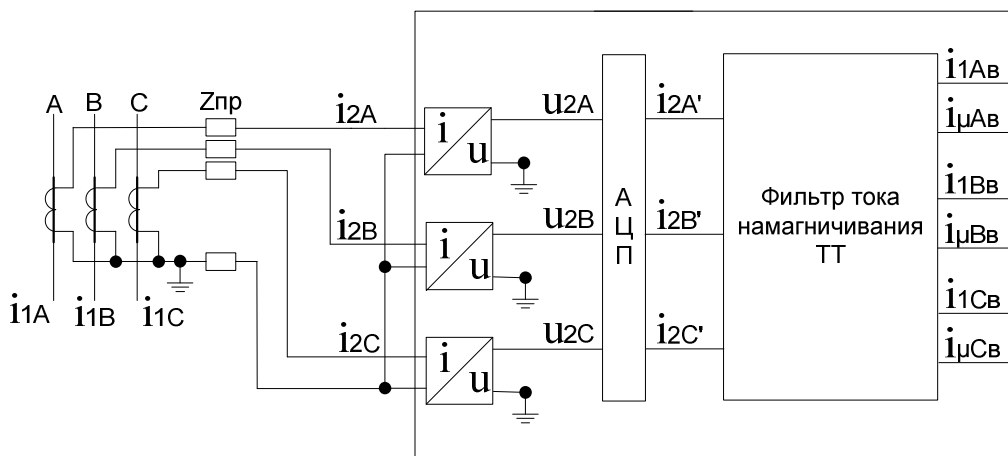 A B C
Zпр
i2A
i2B
i2C
i1A i1B i1C
i
u
i
u
i
u
u2A
u2B
u2C
А
Ц
П
i2A'
i2B'
i2C'
Фильтр тока
намагничивания
ТТ
i1Aв
iμAв
i1Bв
iμBв
i1Cв
iμCв